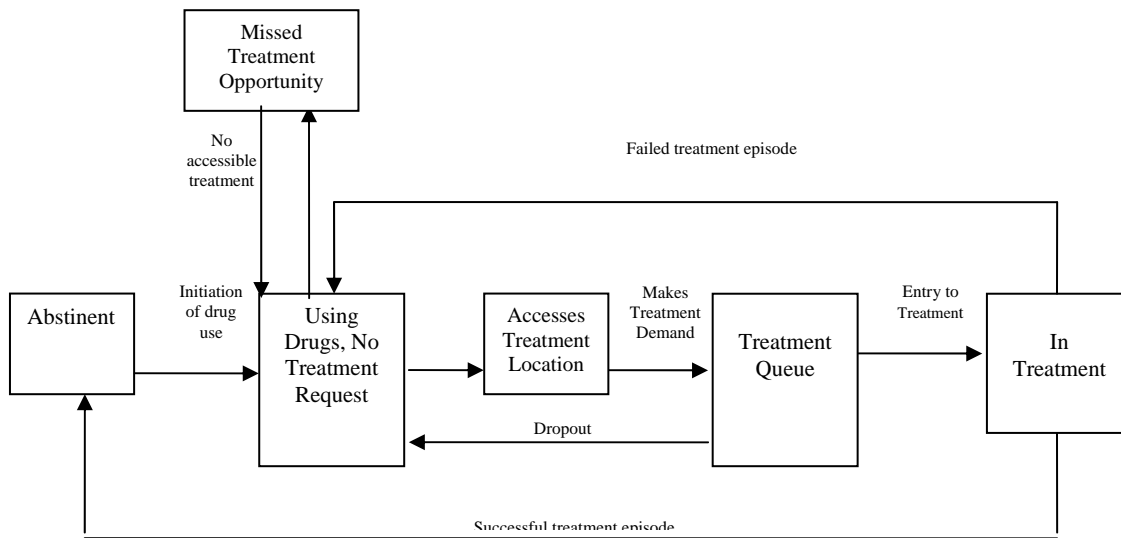 Missed
Treatment
Opportunity
No
accessible
treatment
Failed treatment episode
Abstinent
Initiation
of drug
use
Using
Drugs, No
Treatment
Request
Accesses
Treatment
Location
Makes
Treatment
Demand
Treatment
Queue
Entry to
Treatment
In
Treatment
Dropout
Successful treatment episode